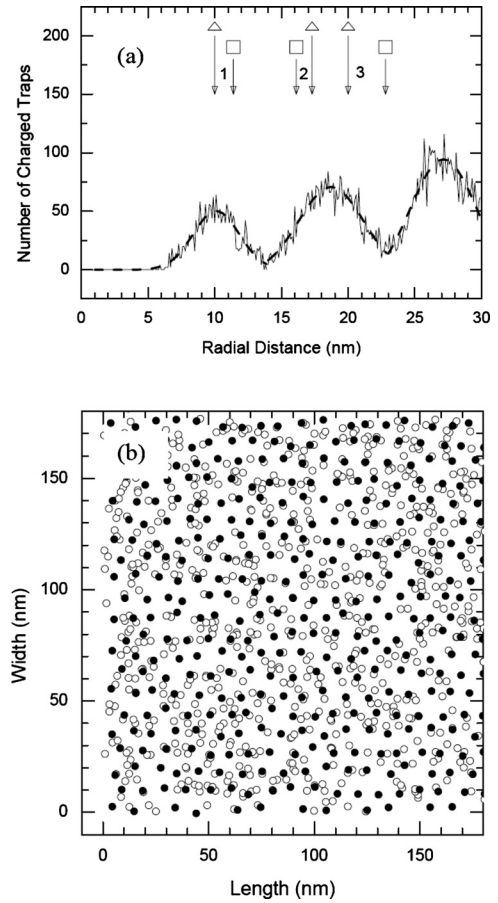 200
(a)
1
2
3
150
100
50
0
Number of Charged Traps
0 5 10 15 20 25 30
Radial Distance (nm)
(b)
150
100
50
0
Width (nm)
0 50 100 150
Length (nm)